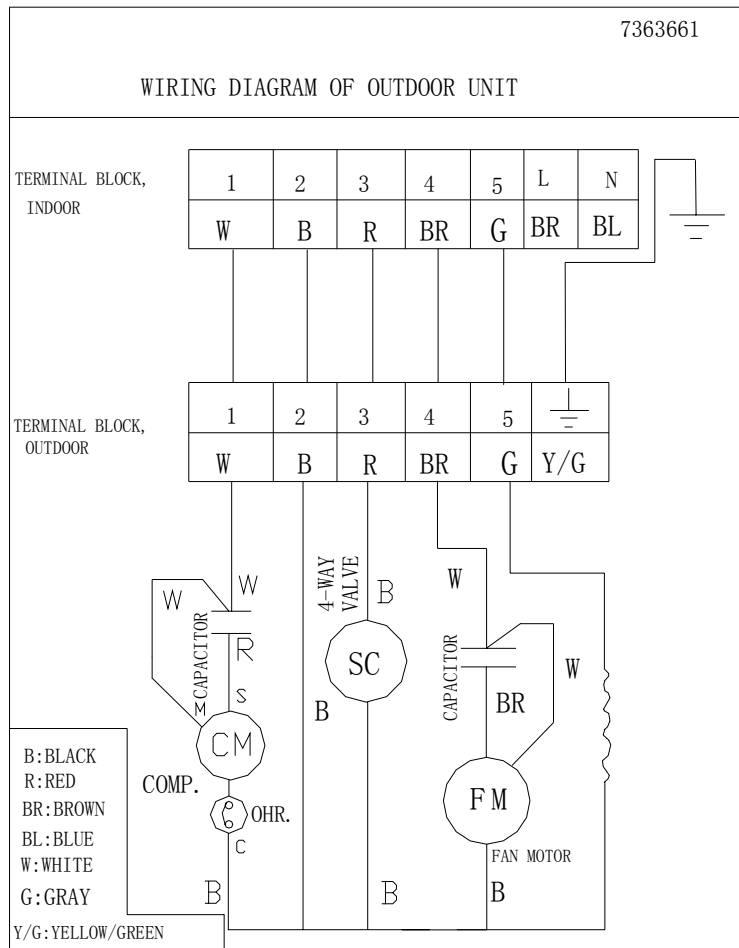 7363661
WIRING DIAGRAM OF OUTDOOR UNIT
TERMINAL BLOCK,
INDOOR
1 2 3 4 5 L N
W B R BR G BR BL
TERMINAL BLOCK,
OUTDOOR
1 2 3 4 5
W B R BR G Y/G
4-WAY
VALVE
W W
B
W
CAPACITOR
R
M
S
SC
B
CAPACITOR
W
BR
CM
COMP.
OHR.
C
FM
FAN MOTOR
B B B
B:BLACK
R:RED
BR:BROWN
BL:BLUE
W:WHITE
G:GRAY
Y/G:YELLOW/GREEN